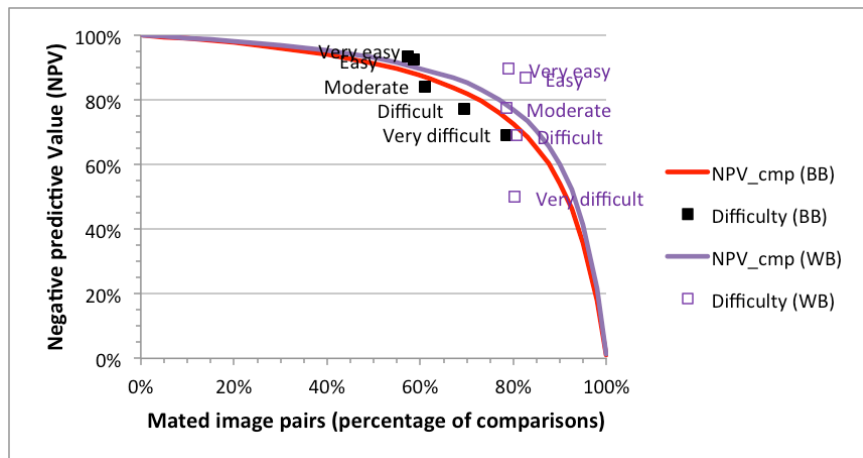 Negative predictive Value (NPV)
100%
80%
60%
40%
20%
0%
0%
20%
40%
60%
80%
100%
Mated image pairs (percentage of comparisons)
Very easy
Easy
Moderate
Difficult
Very difficult
Very easy
Easy
Moderate
Difficult
Very difficult
NPV_cmp (BB)
Difficulty (BB)
NPV_cmp (WB)
Difficulty (WB)